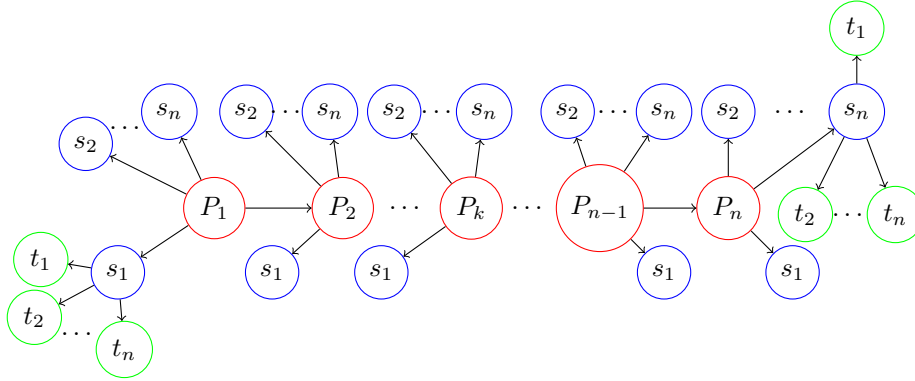 t₁
s₂ ⋯ sₙ s₂ ⋯ sₙ s₂ ⋯ sₙ s₂ ⋯ sₙ s₂ ⋯ sₙ
P₁ P₂ ⋯ Pₖ ⋯ Pₙ₋₁ Pₙ t₂ ⋯ tₙ
t₁ s₁ s₁ s₁ s₁ s₁
t₂ ⋯ tₙ